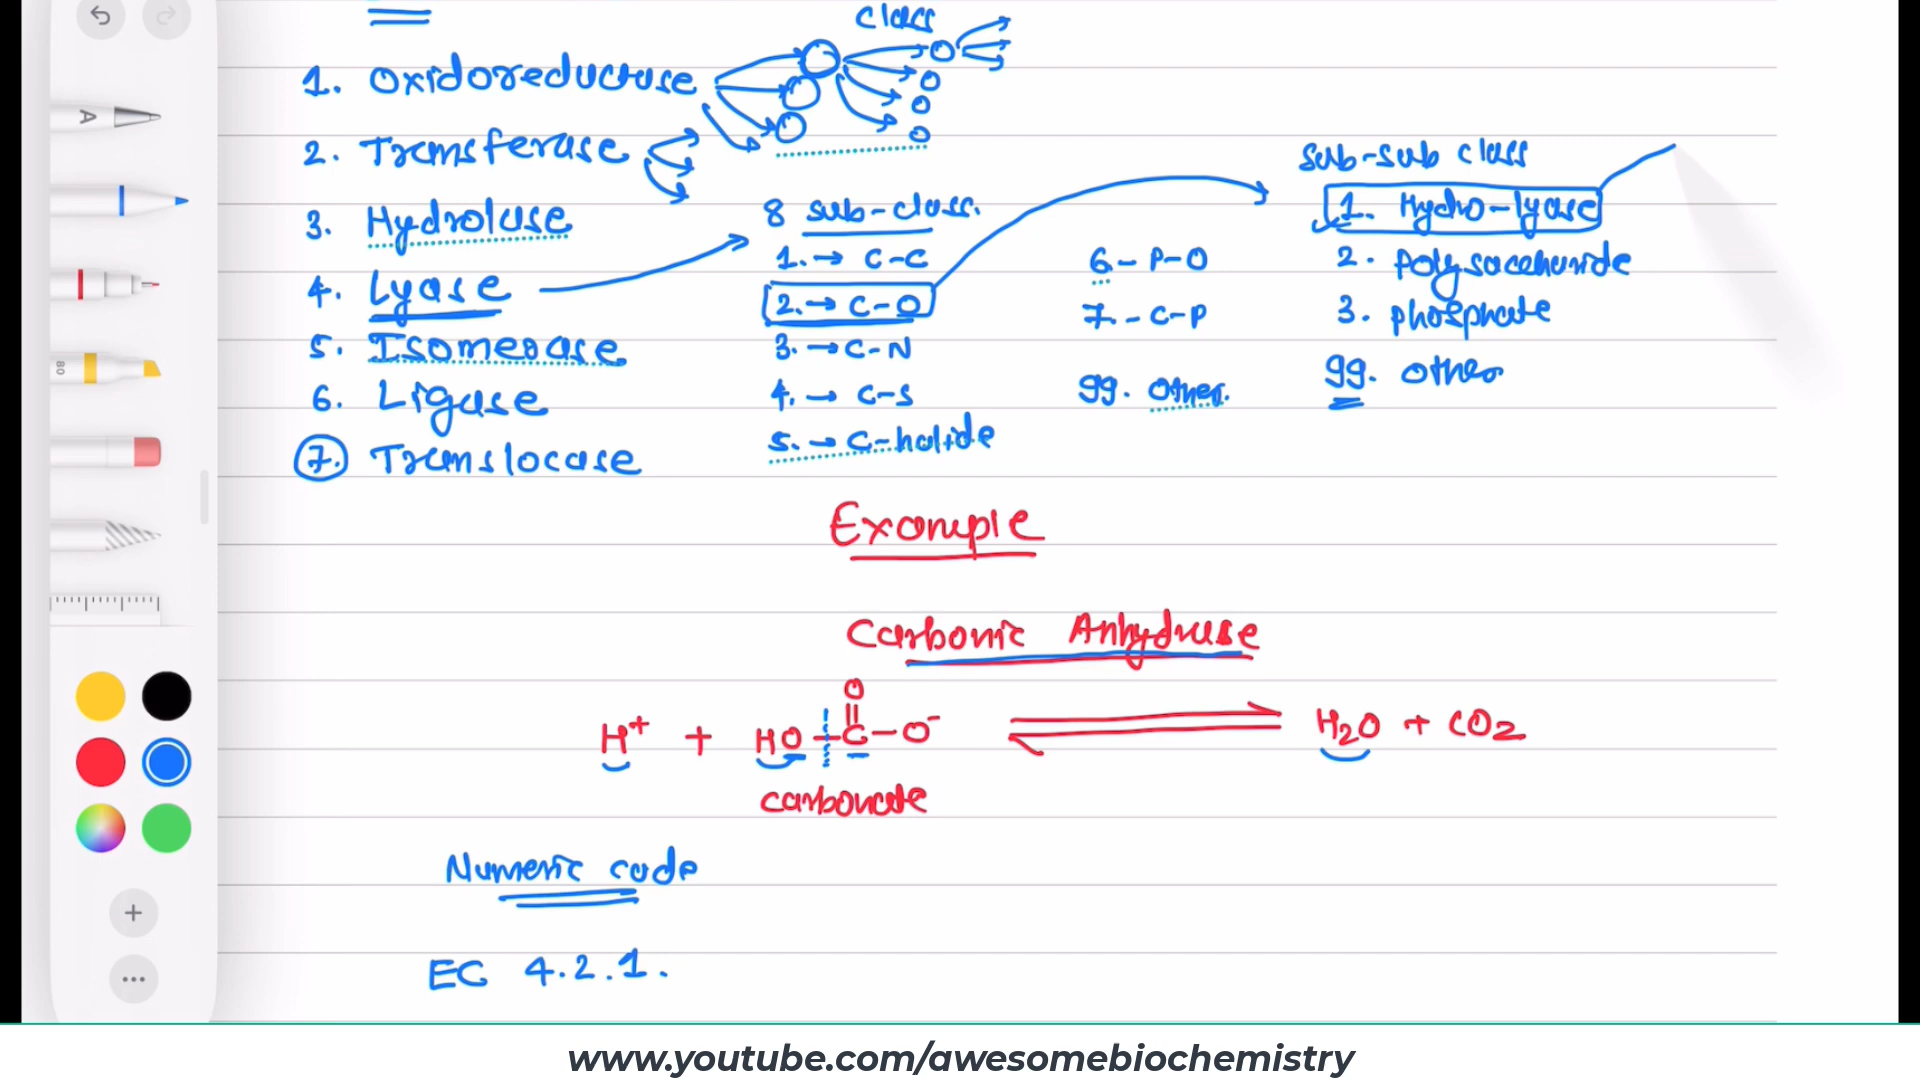 class
1. Oxidoreductase
2. Transferase
3. Hydrolase
4. Lyase
5. Isomerase
6. Ligase
7. Translocase
8 sub-class.
1. → C-C
2. → C-O
3. → C-N
4. → C-S
5. → C-halide
6 - P-O
7. - C-P
99. Other.
sub-sub class
1. Hydro-lyase
2. polysaccharide
3. phosphate
99. other
Example
Carbonic Anhydrase
O
H+ + HO-C-O- ⇌ H2O + CO2
carbonate
Numeric code
EC 4.2.1.
A
80
www.youtube.com/awesomebiochemistry